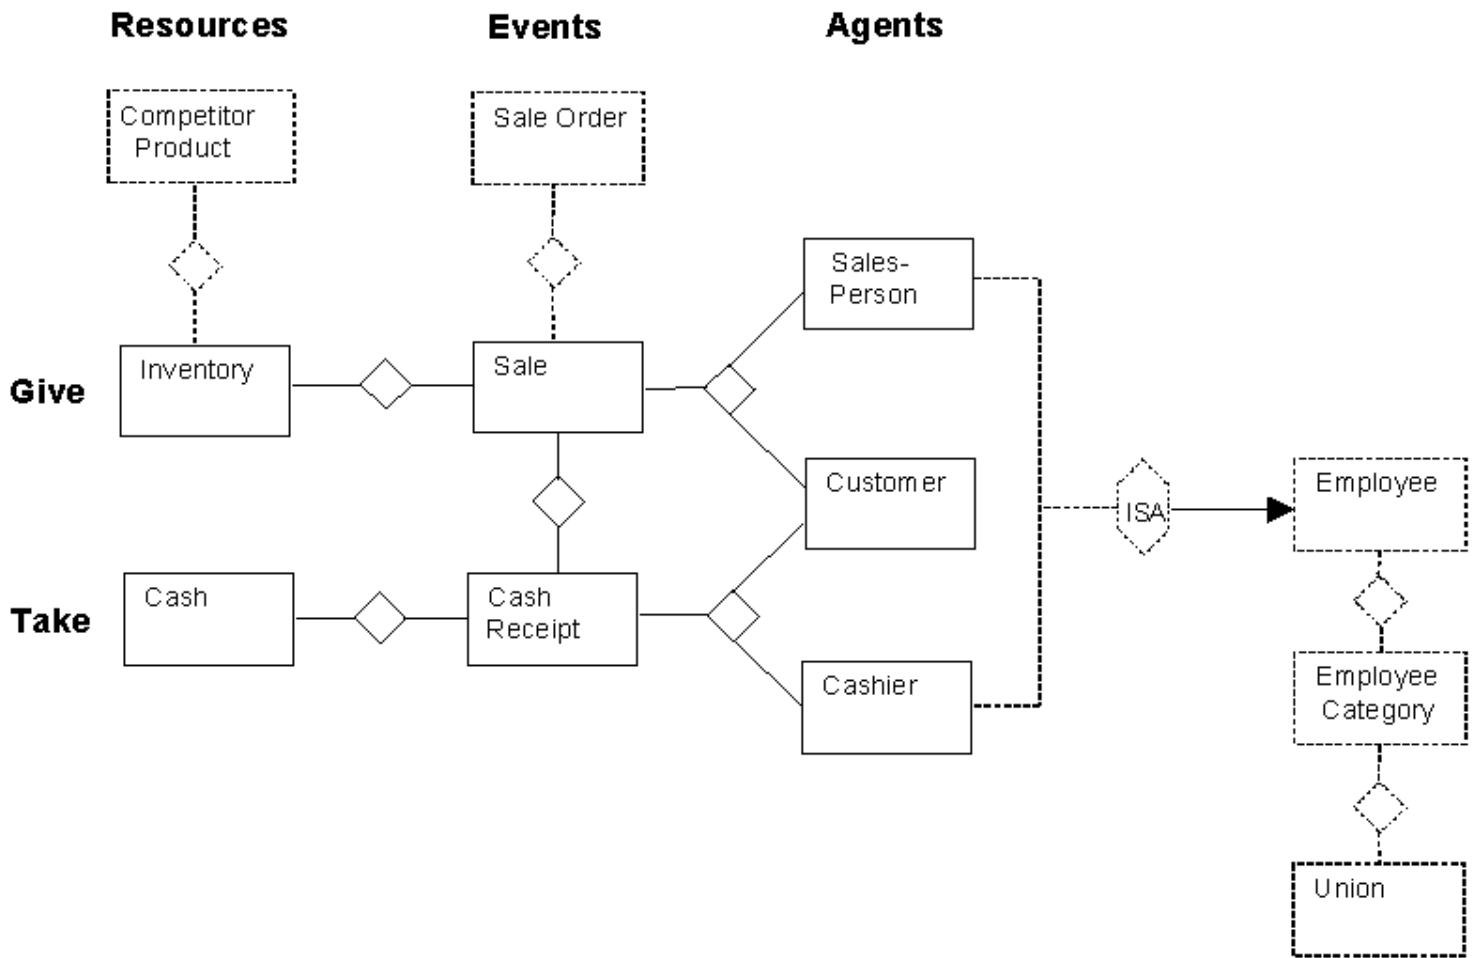 Resources
Events
Agents
Competitor
Product
Sale Order
Sales-
Person
Give
Inventory
Sale
Customer
ISA
Employee
Take
Cash
Cash
Receipt
Cashier
Employee
Category
Union